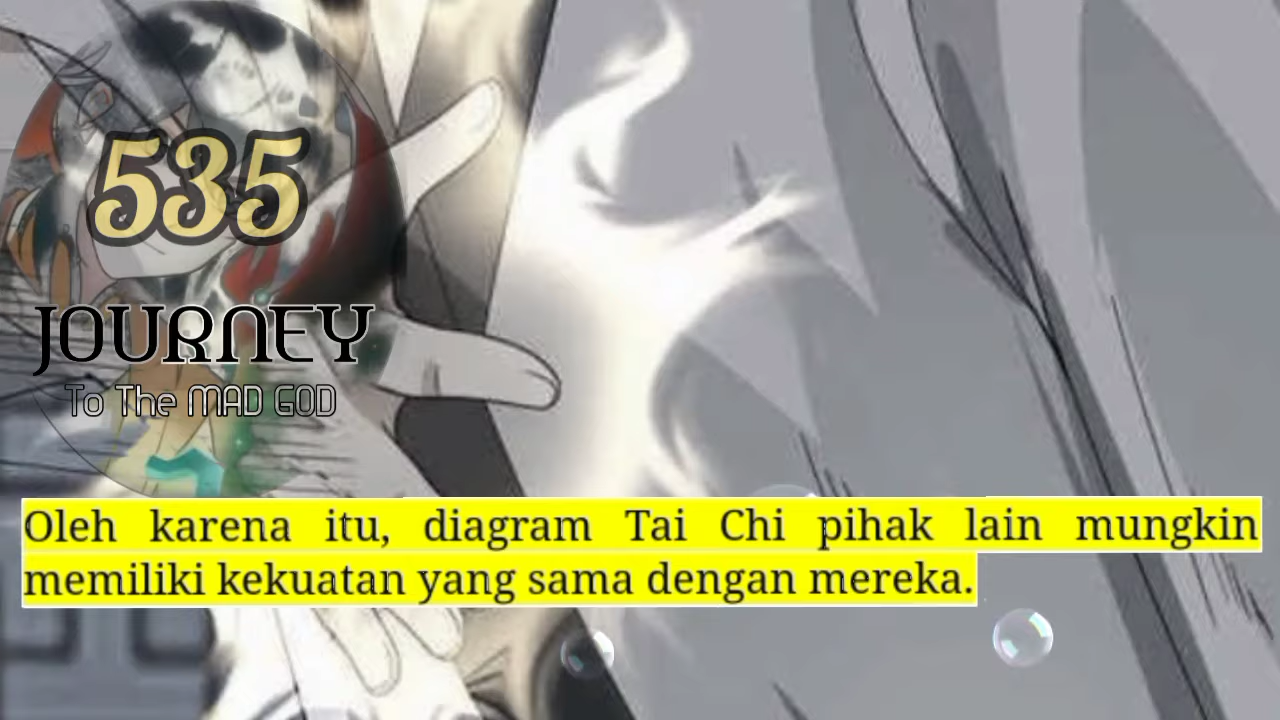 535
JOURNEY
To The MAD GOD
Oleh karena itu, diagram Tai Chi pihak lain mungkin
memiliki kekuatan yang sama dengan mereka.